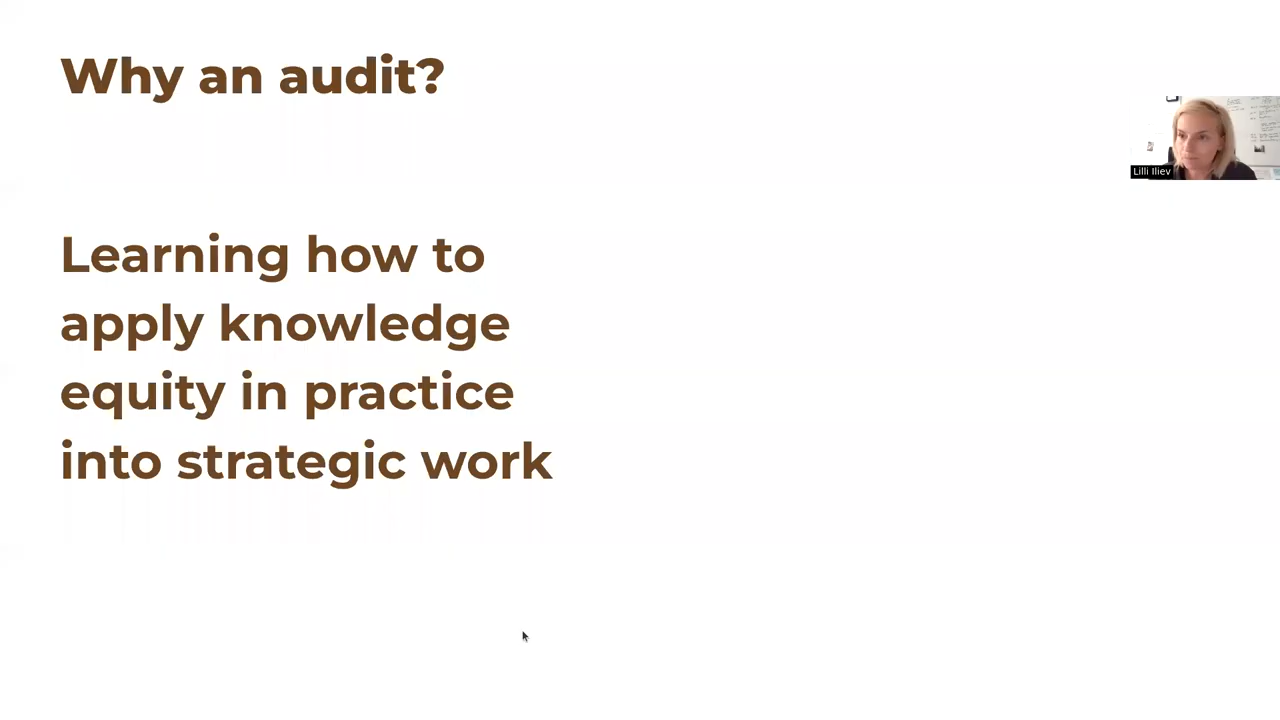 Why an audit?
Learning how to
apply knowledge
equity in practice
into strategic work
Lilli Iliev